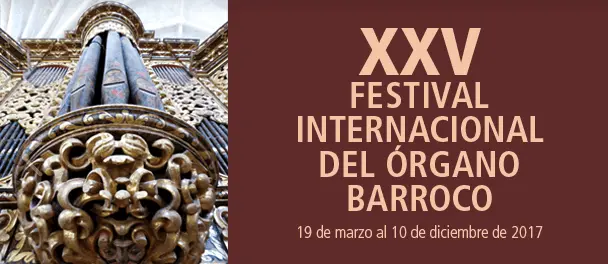 XXV
FESTIVAL
INTERNACIONAL
DEL ÓRGANO
BARROCO
19 de marzo al 10 de diciembre de 2017